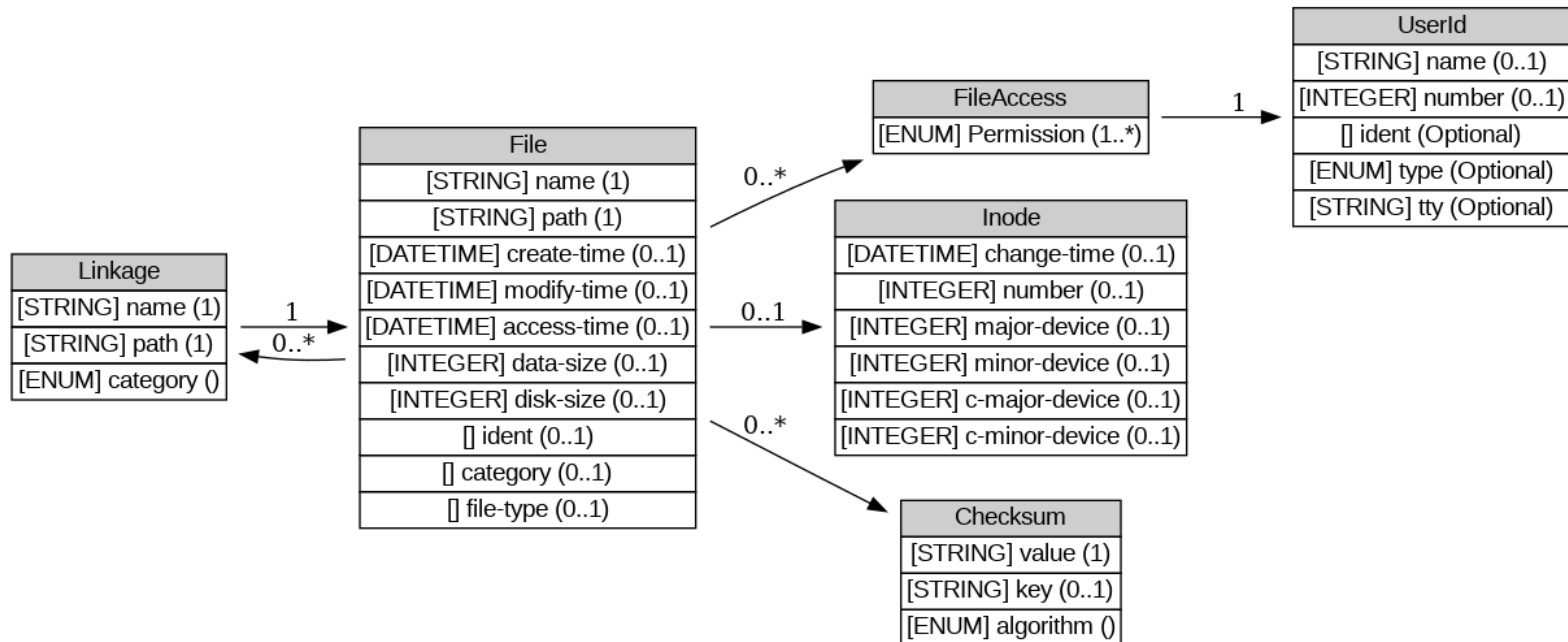 Linkage
[STRING] name (1)
[STRING] path (1)
[ENUM] category ()
1
0..*
File
[STRING] name (1)
[STRING] path (1)
[DATETIME] create-time (0..1)
[DATETIME] modify-time (0..1)
[DATETIME] access-time (0..1)
[INTEGER] data-size (0..1)
[INTEGER] disk-size (0..1)
[] ident (0..1)
[] category (0..1)
[] file-type (0..1)
0..*
0..1
0..*
FileAccess
[ENUM] Permission (1..*)
1
UserId
[STRING] name (0..1)
[INTEGER] number (0..1)
[] ident (Optional)
[ENUM] type (Optional)
[STRING] tty (Optional)
Inode
[DATETIME] change-time (0..1)
[INTEGER] number (0..1)
[INTEGER] major-device (0..1)
[INTEGER] minor-device (0..1)
[INTEGER] c-major-device (0..1)
[INTEGER] c-minor-device (0..1)
Checksum
[STRING] value (1)
[STRING] key (0..1)
[ENUM] algorithm ()